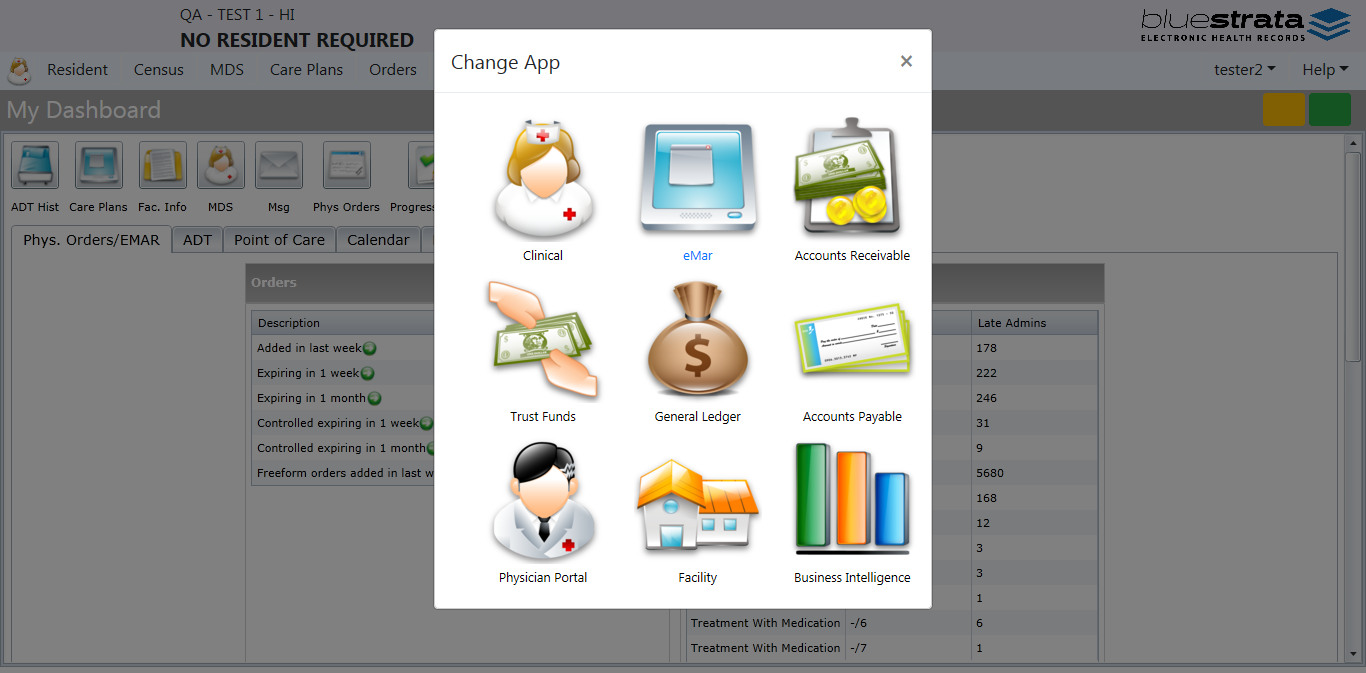 QA - TEST 1 - HI
NO RESIDENT REQUIRED
bluestrata
ELECTRONIC HEALTH RECORDS
Resident Census MDS Care Plans Orders
tester2 Help
My Dashboard
Change App
×
ADT Hist Care Plans Fac. Info MDS Msg Phys Orders Progress
Phys. Orders/EMAR ADT Point of Care Calendar
Clinical eMar Accounts Receivable
Trust Funds General Ledger Accounts Payable
Physician Portal Facility Business Intelligence
Orders
Description
Added in last week
Expiring in 1 week
Expiring in 1 month
Controlled expiring in 1 week
Controlled expiring in 1 month
Freeform orders added in last w
Late Admins
178
222
246
31
9
5680
168
12
3
3
1
Treatment With Medication -/6 6
Treatment With Medication -/7 1